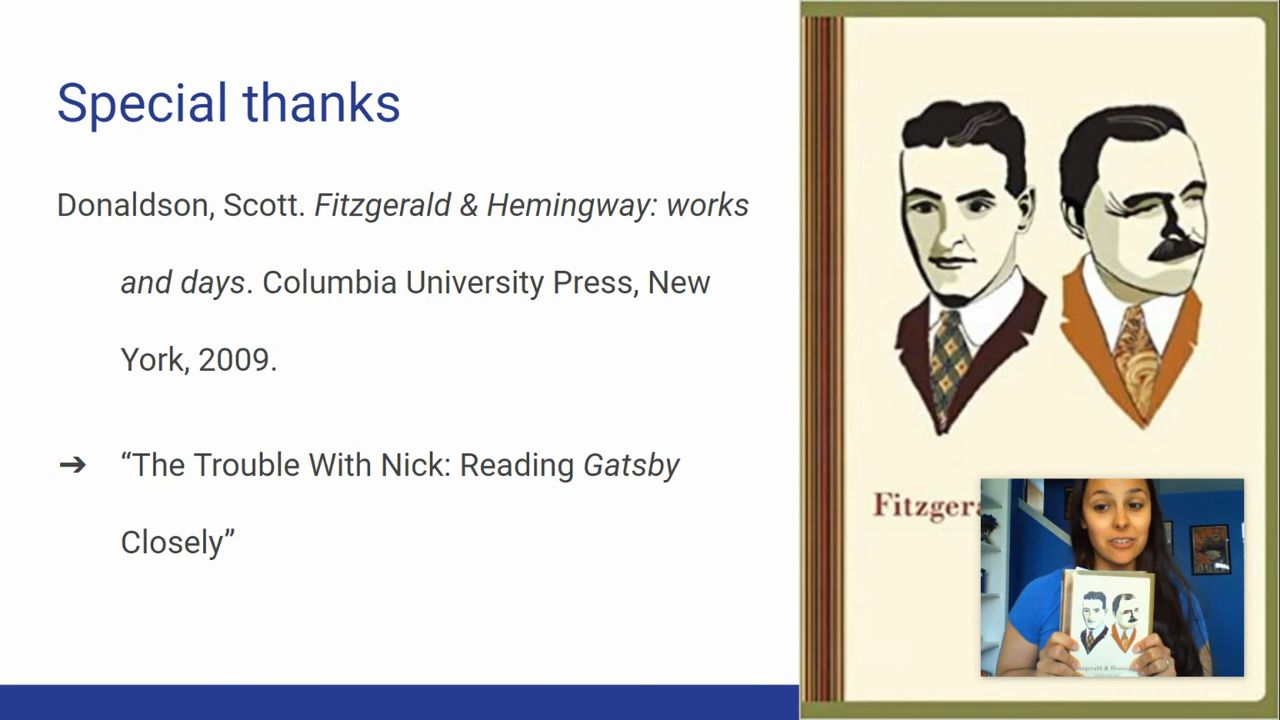 Special thanks
Donaldson, Scott. Fitzgerald & Hemingway: works
and days. Columbia University Press, New
York, 2009.
➔ “The Trouble With Nick: Reading Gatsby
Closely”